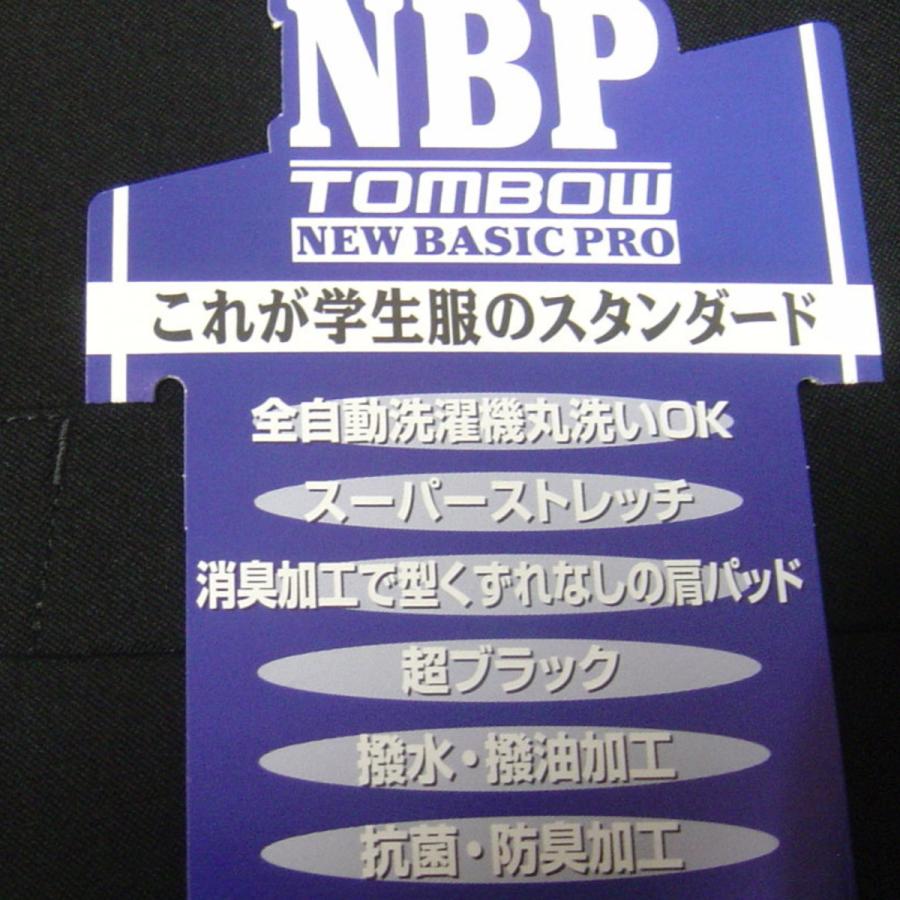 NBP
TOMBOW
NEW BASIC PRO
これが学生服のスタンダード
全自動洗濯機丸洗いOK
スーパーストレッチ
消臭加工で型くずれなしの肩パッド
超ブラック
撥水・撥油加工
抗菌・防臭加工